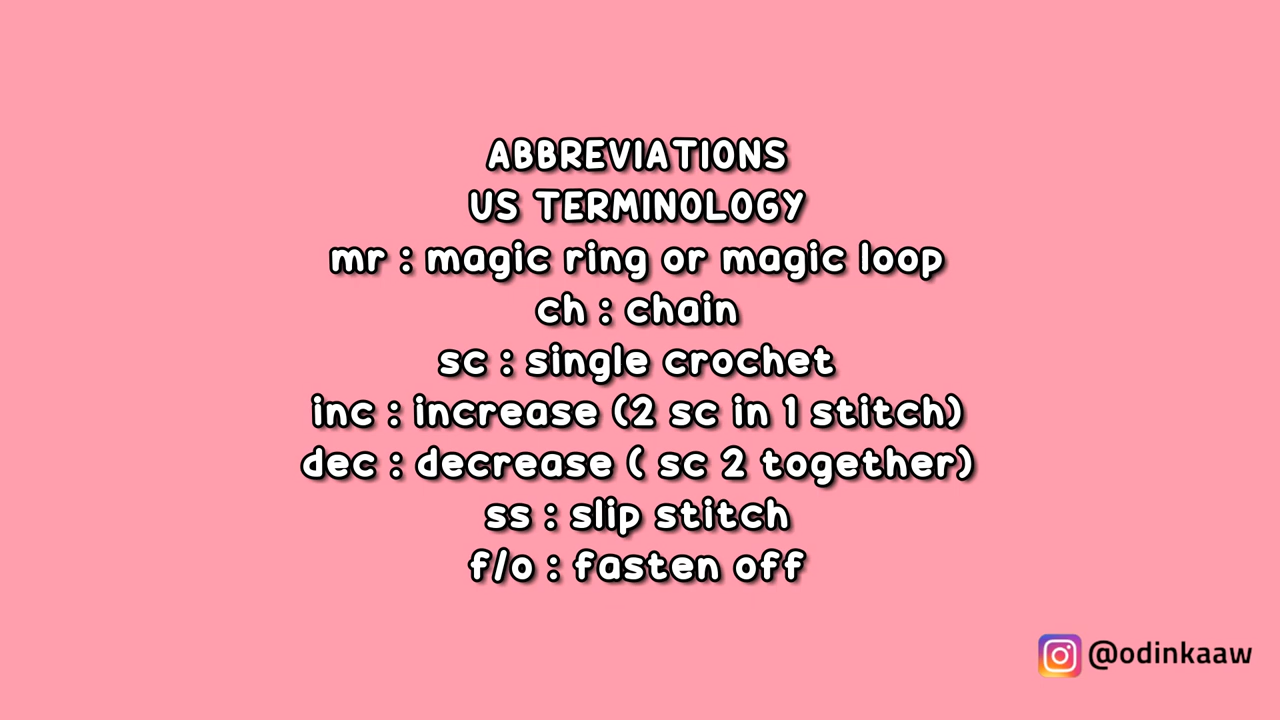 ABBREVIATIONS
US TERMINOLOGY
mr : magic ring or magic loop
ch : chain
sc : single crochet
inc : increase (2 sc in 1 stitch)
dec : decrease ( sc 2 together)
ss : slip stitch
f/o : fasten off
@odinkaaw